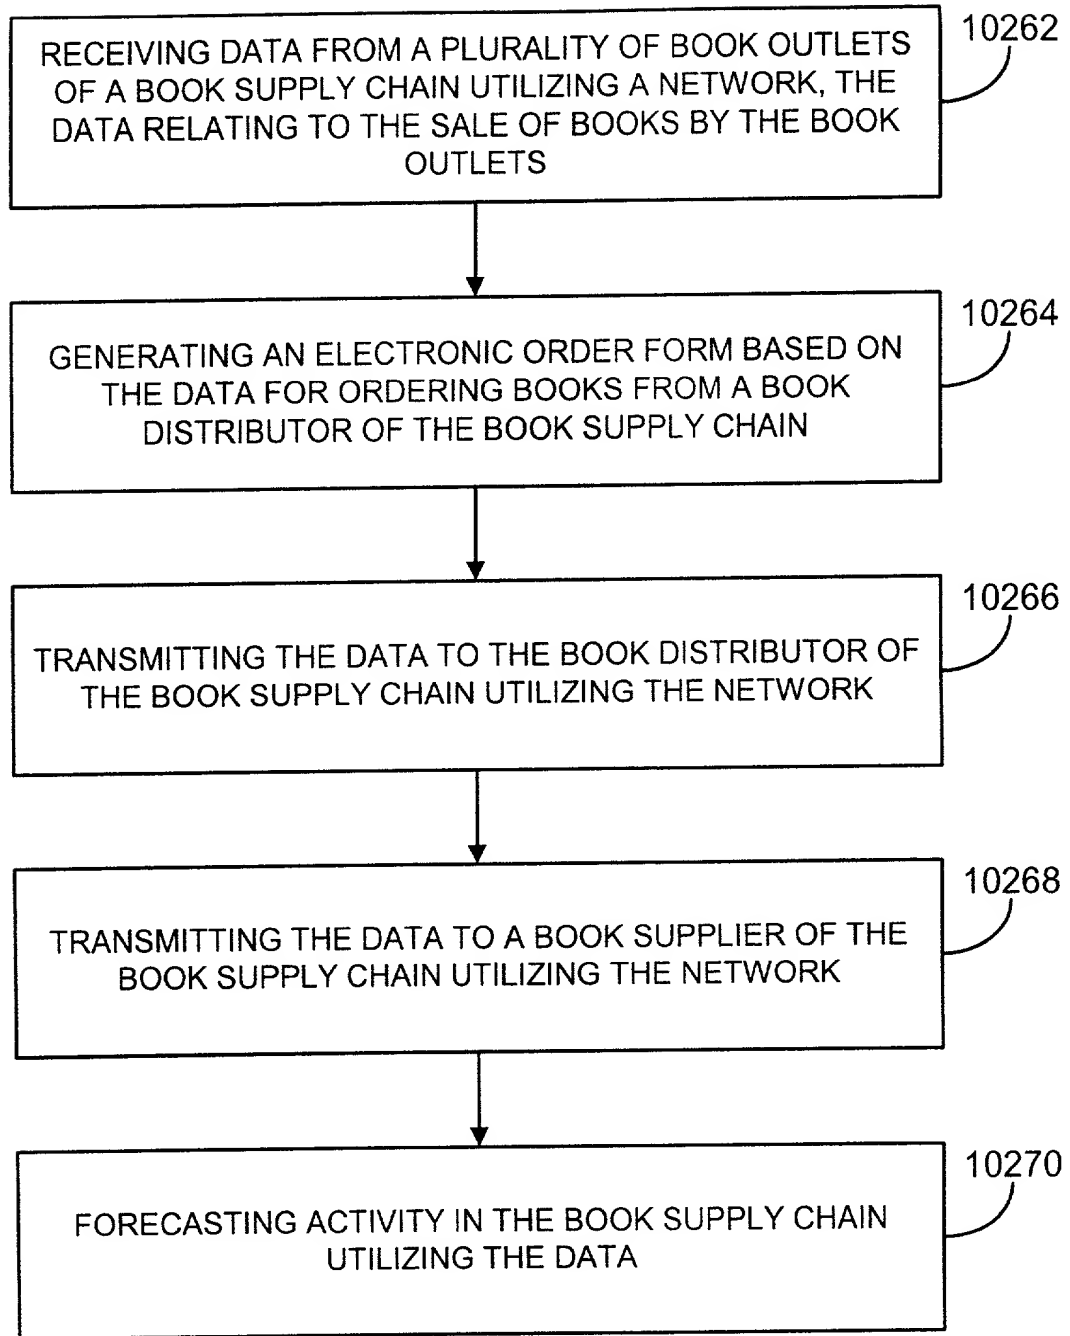 RECEIVING DATA FROM A PLURALITY OF BOOK OUTLETS
OF A BOOK SUPPLY CHAIN UTILIZING A NETWORK, THE
DATA RELATING TO THE SALE OF BOOKS BY THE BOOK
OUTLETS
10262
GENERATING AN ELECTRONIC ORDER FORM BASED ON
THE DATA FOR ORDERING BOOKS FROM A BOOK
DISTRIBUTOR OF THE BOOK SUPPLY CHAIN
10264
TRANSMITTING THE DATA TO THE BOOK DISTRIBUTOR OF
THE BOOK SUPPLY CHAIN UTILIZING THE NETWORK
10266
TRANSMITTING THE DATA TO A BOOK SUPPLIER OF THE
BOOK SUPPLY CHAIN UTILIZING THE NETWORK
10268
FORECASTING ACTIVITY IN THE BOOK SUPPLY CHAIN
UTILIZING THE DATA
10270